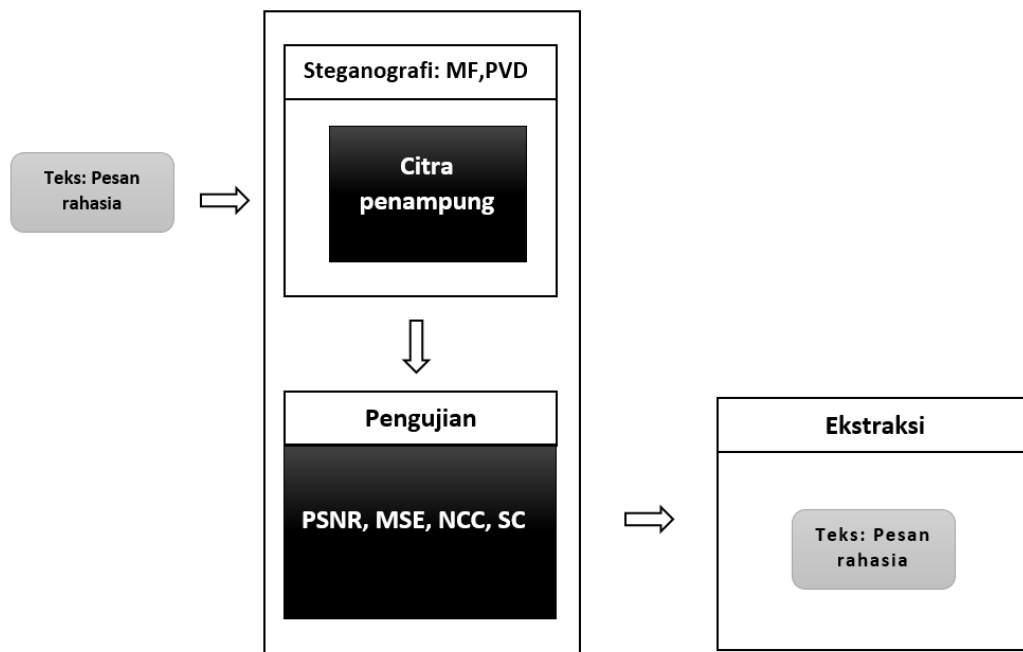 Steganografi: MF,PVD
Teks: Pesan
rahasia
Citra
penampung
Pengujian
PSNR, MSE, NCC, SC
Ekstraksi
Teks: Pesan
rahasia